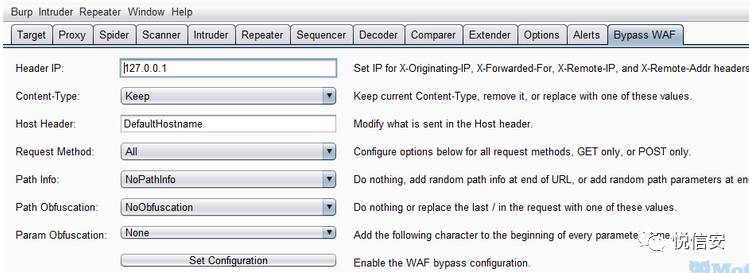 Burp Intruder Repeater Window Help
Target Proxy Spider Scanner Intruder Repeater Sequencer Decoder Comparer Extender Options Alerts Bypass WAF
Header IP: 127.0.0.1 Set IP for X-Originating-IP, X-Forwarded-For, X-Remote-IP, and X-Remote-Addr headers
Content-Type: Keep Keep current Content-Type, remove it, or replace with one of these values.
Host Header: DefaultHostname Modify what is sent in the Host header.
Request Method: All Configure options below for all request methods, GET only, or POST only.
Path Info: NoPathInfo Do nothing, add random path info at end of URL, or add random path parameters at en
Path Obfuscation: NoObfuscation Do nothing or replace the last / in the request with one of these values.
Param Obfuscation: None Add the following character to the beginning of every paramete
悦信安
Set Configuration Enable the WAF bypass configuration.